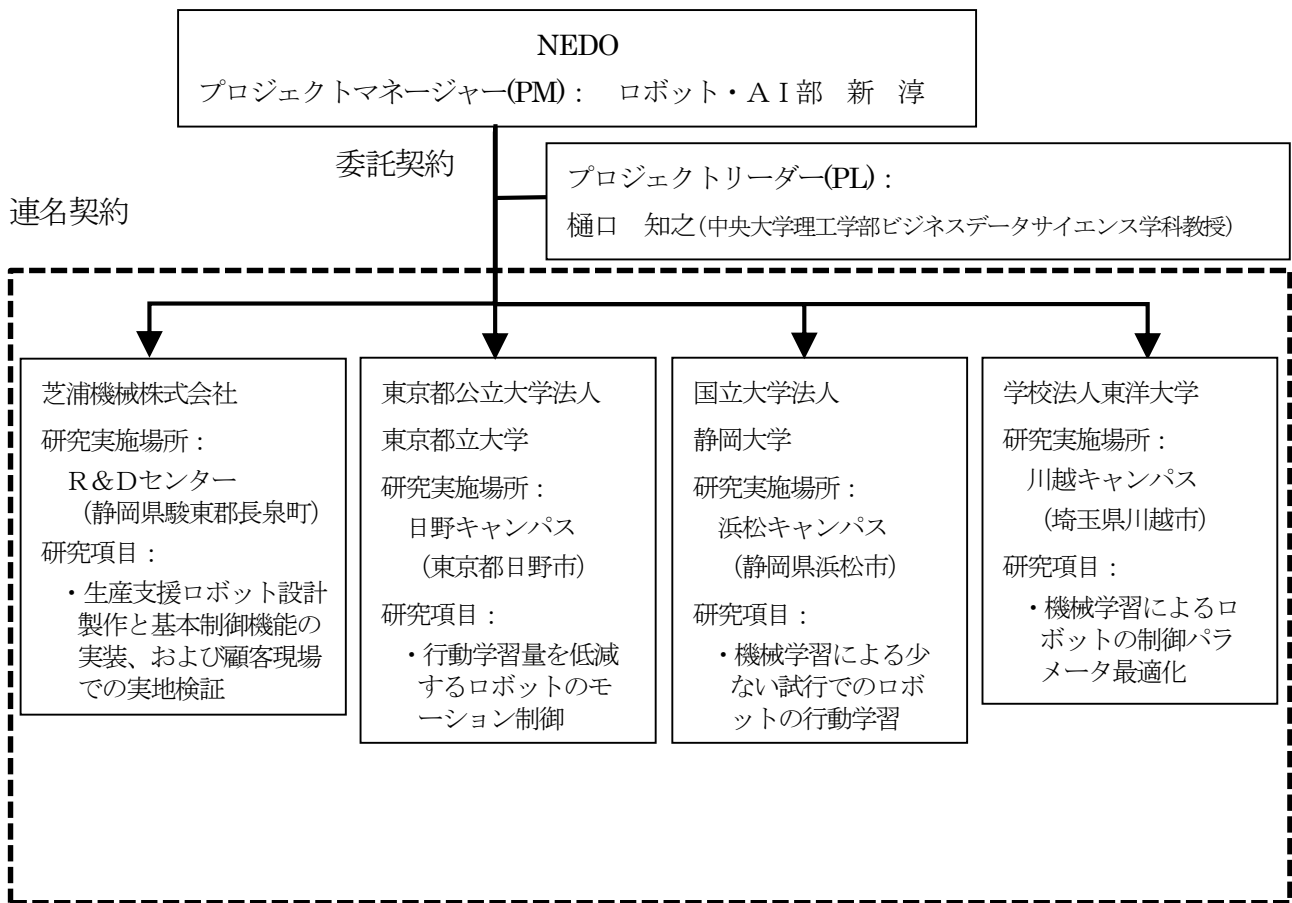 NEDO
プロジェクトマネージャー(PM)： ロボット・ＡＩ部 新 淳
委託契約
プロジェクトリーダー(PL)：
樋口 知之(中央大学理工学部ビジネスデータサイエンス学科教授)
連名契約
芝浦機械株式会社
研究実施場所：
Ｒ＆Ｄセンター
(静岡県駿東郡長泉町)
研究項目：
・生産支援ロボット設計
製作と基本制御機能の
実装、および顧客現場
での実地検証
東京都公立大学法人
東京都立大学
研究実施場所：
日野キャンパス
(東京都日野市)
研究項目：
・行動学習量を低減
するロボットのモ
ーション制御
国立大学法人
静岡大学
研究実施場所：
浜松キャンパス
(静岡県浜松市)
研究項目：
・機械学習による少
ない試行でのロボ
ットの行動学習
学校法人東洋大学
研究実施場所：
川越キャンパス
(埼玉県川越市)
研究項目：
・機械学習によるロ
ボットの制御パラ
メータ最適化